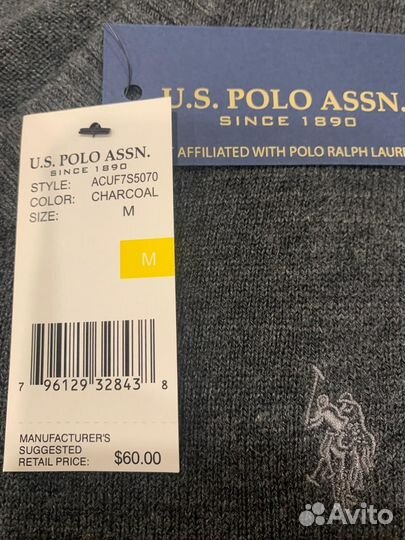 U.S. POLO ASSN.
SINCE 1890
T AFFILIATED WITH POLO RALPH LAURE
U.S. POLO ASSN.
SINCE 1890
STYLE: ACUF7S5070
COLOR: CHARCOAL
SIZE: M
M
7 96129 32843 8
MANUFACTURER'S
SUGGESTED
RETAIL PRICE: $60.00
Avito